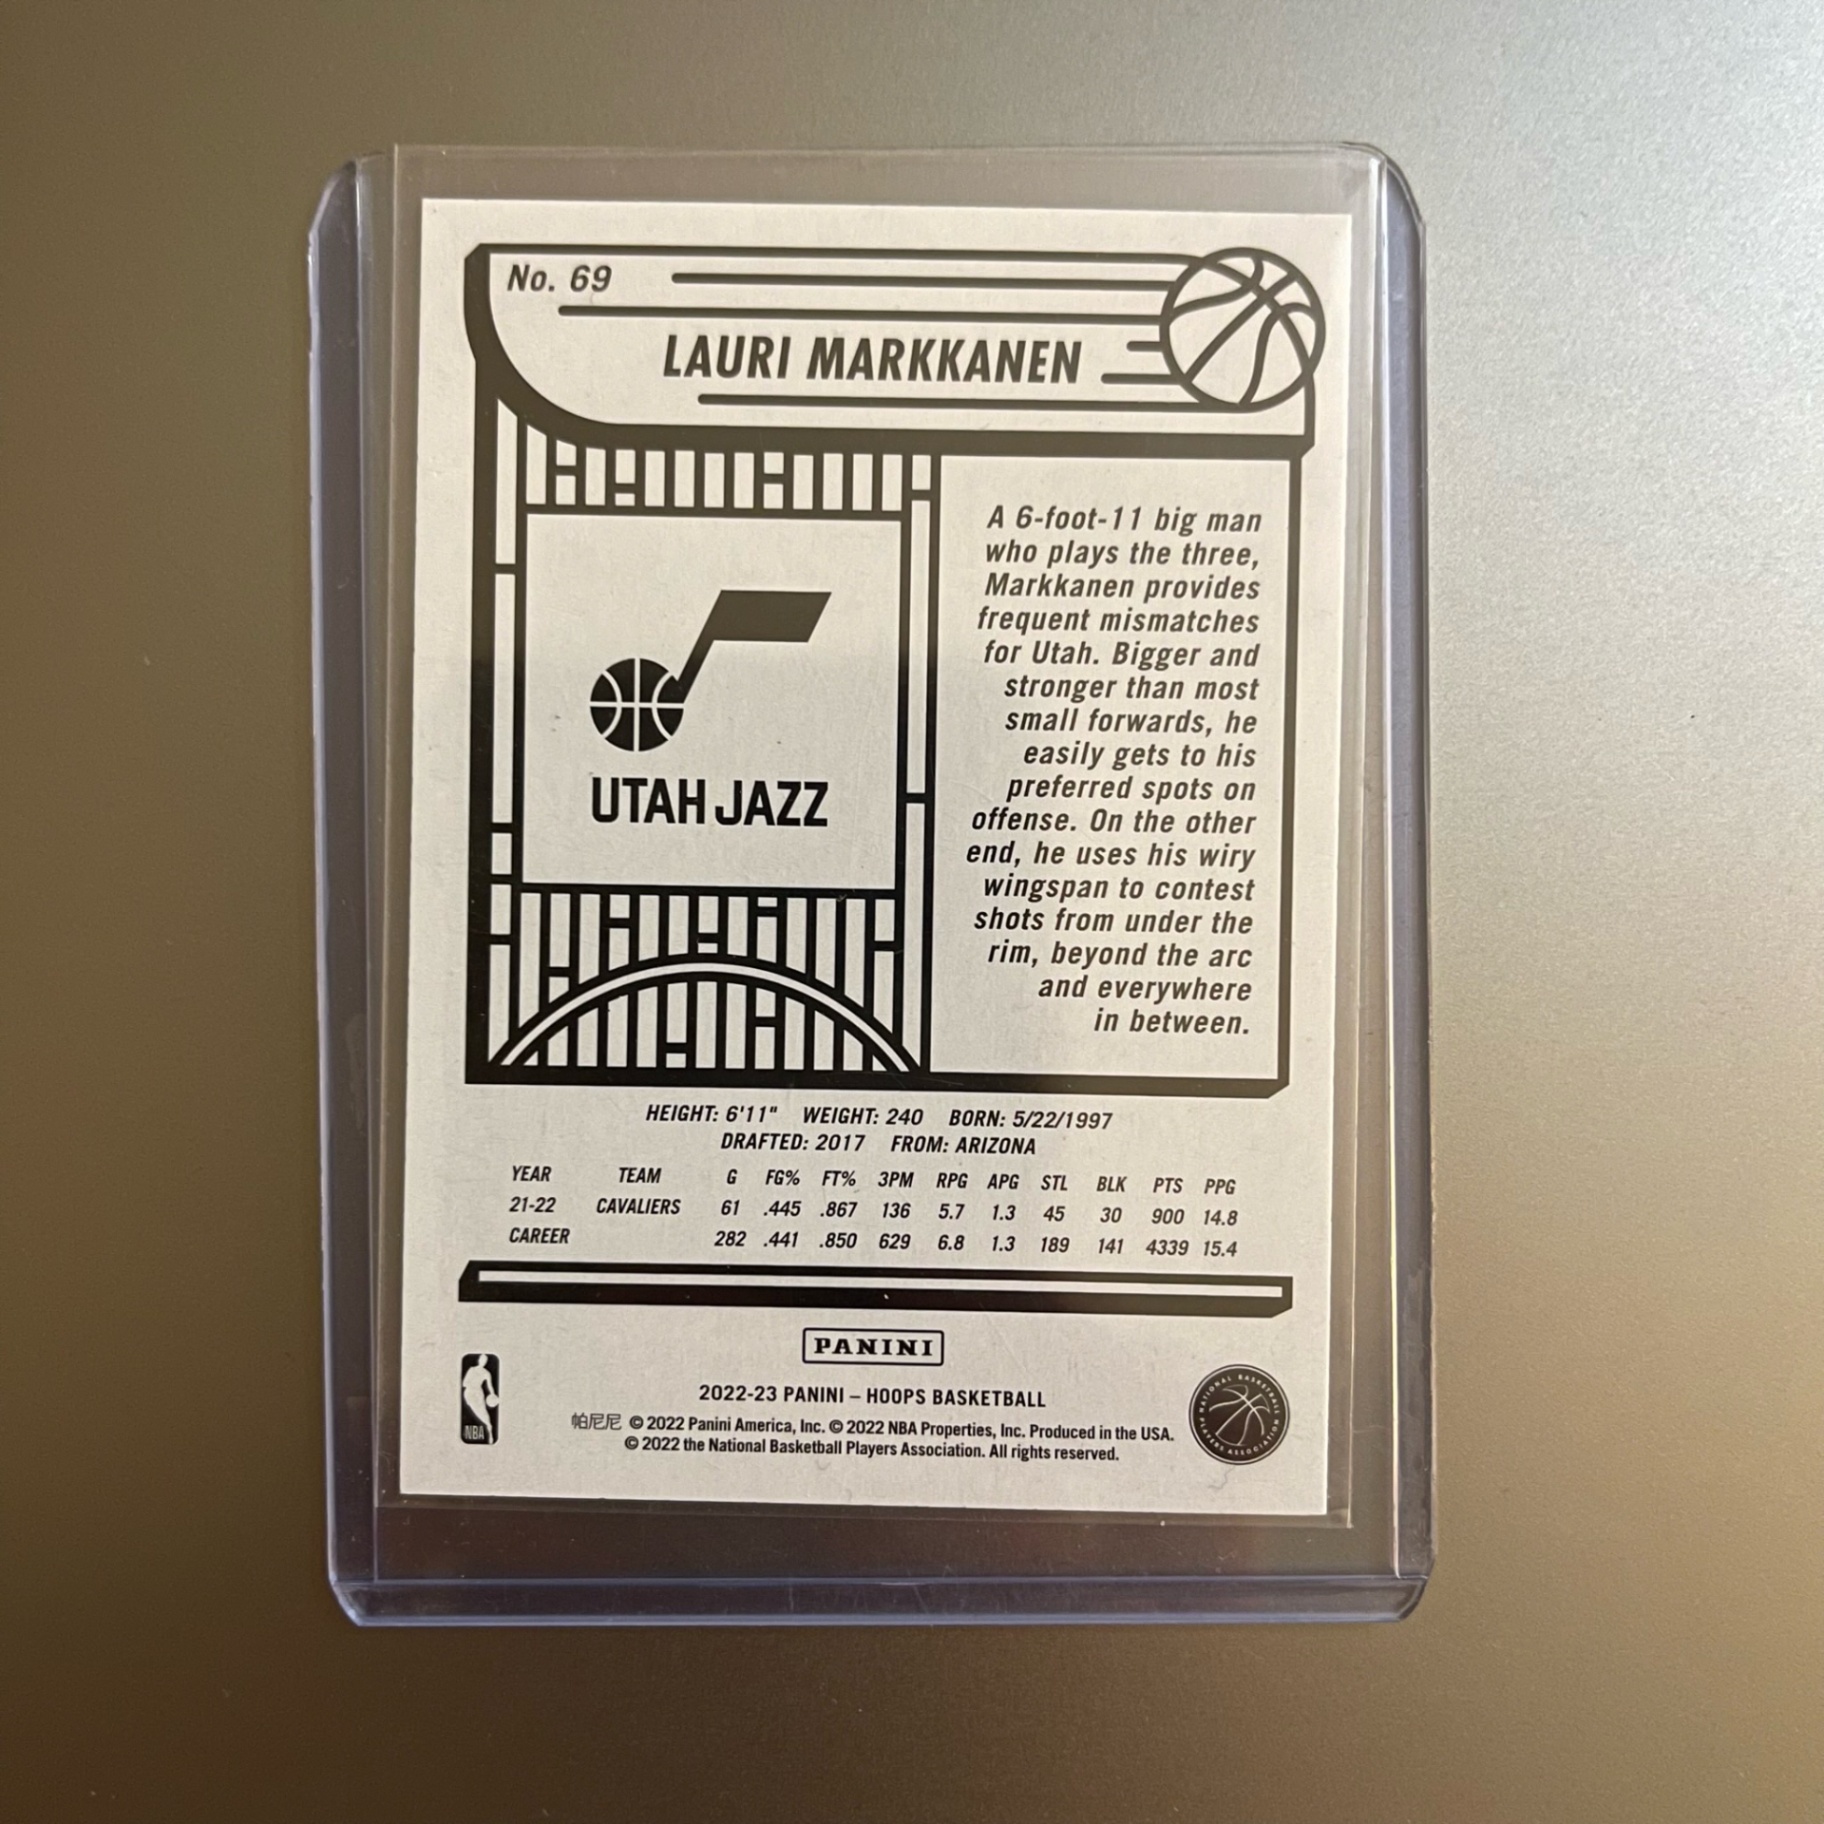 No. 69
LAURI MARKKANEN
UTAH JAZZ
A 6-foot-11 big man
who plays the three,
Markkanen provides
frequent mismatches
for Utah. Bigger and
stronger than most
small forwards, he
easily gets to his
preferred spots on
offense. On the other
end, he uses his wiry
wingspan to contest
shots from under the
rim, beyond the arc
and everywhere
in between.
HEIGHT: 6'11" WEIGHT: 240 BORN: 5/22/1997
DRAFTED: 2017 FROM: ARIZONA
YEAR TEAM G FG% FT% 3PM RPG APG STL BLK PTS PPG
21-22 CAVALIERS 61 .445 .867 136 5.7 1.3 45 30 900 14.8
CAREER 282 .441 .850 629 6.8 1.3 189 141 4339 15.4
PANINI
2022-23 PANINI – HOOPS BASKETBALL
帕尼尼 © 2022 Panini America, Inc. © 2022 NBA Properties, Inc. Produced in the USA.
© 2022 the National Basketball Players Association. All rights reserved.
NBA
NATIONAL BASKETBALL PLAYERS ASSOCIATION